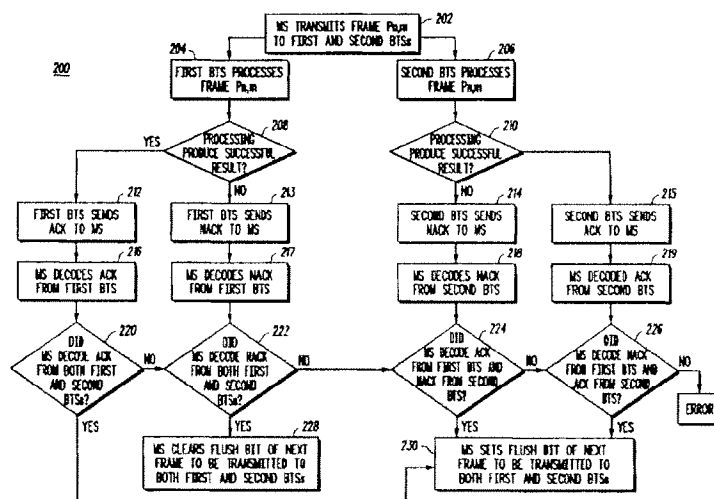 202
MS TRANSMITS FRAME Pn,m
TO FIRST AND SECOND BTSs
200
204
FIRST BTS PROCESSES
FRAME Pn,m
206
SECOND BTS PROCESSES
FRAME Pn,m
208
PROCESSING
PRODUCE SUCCESSFUL
RESULT?
YES
NO
210
PROCESSING
PRODUCE SUCCESSFUL
RESULT?
NO
212
FIRST BTS SENDS
ACK TO MS
213
FIRST BTS SENDS
NACK TO MS
214
SECOND BTS SENDS
NACK TO MS
215
SECOND BTS SENDS
ACK TO MS
216
MS DECODES ACK
FROM FIRST BTS
217
MS DECODES NACK
FROM FIRST BTS
218
MS DECODES NACK
FROM SECOND BTS
219
MS DECODED ACK
FROM SECOND BTS
220
DID
MS DECODE ACK
FROM BOTH FIRST
AND SECOND
BTSs?
NO
YES
222
DID
MS DECODE NACK
FROM BOTH FIRST
AND SECOND
BTSs?
NO
YES
224
DID
MS DECODE ACK
FROM FIRST BTS AND
NACK FROM SECOND
BTS?
NO
YES
226
DID
MS DECODE NACK
FROM FIRST BTS AND
ACK FROM SECOND
BTS?
NO
YES
ERROR
228
MS CLEARS FLUSH BIT OF NEXT
FRAME TO BE TRANSMITTED TO
BOTH FIRST AND SECOND BTSs
230
MS SETS FLUSH BIT OF NEXT
FRAME TO BE TRANSMITTED TO
BOTH FIRST AND SECOND BTSs